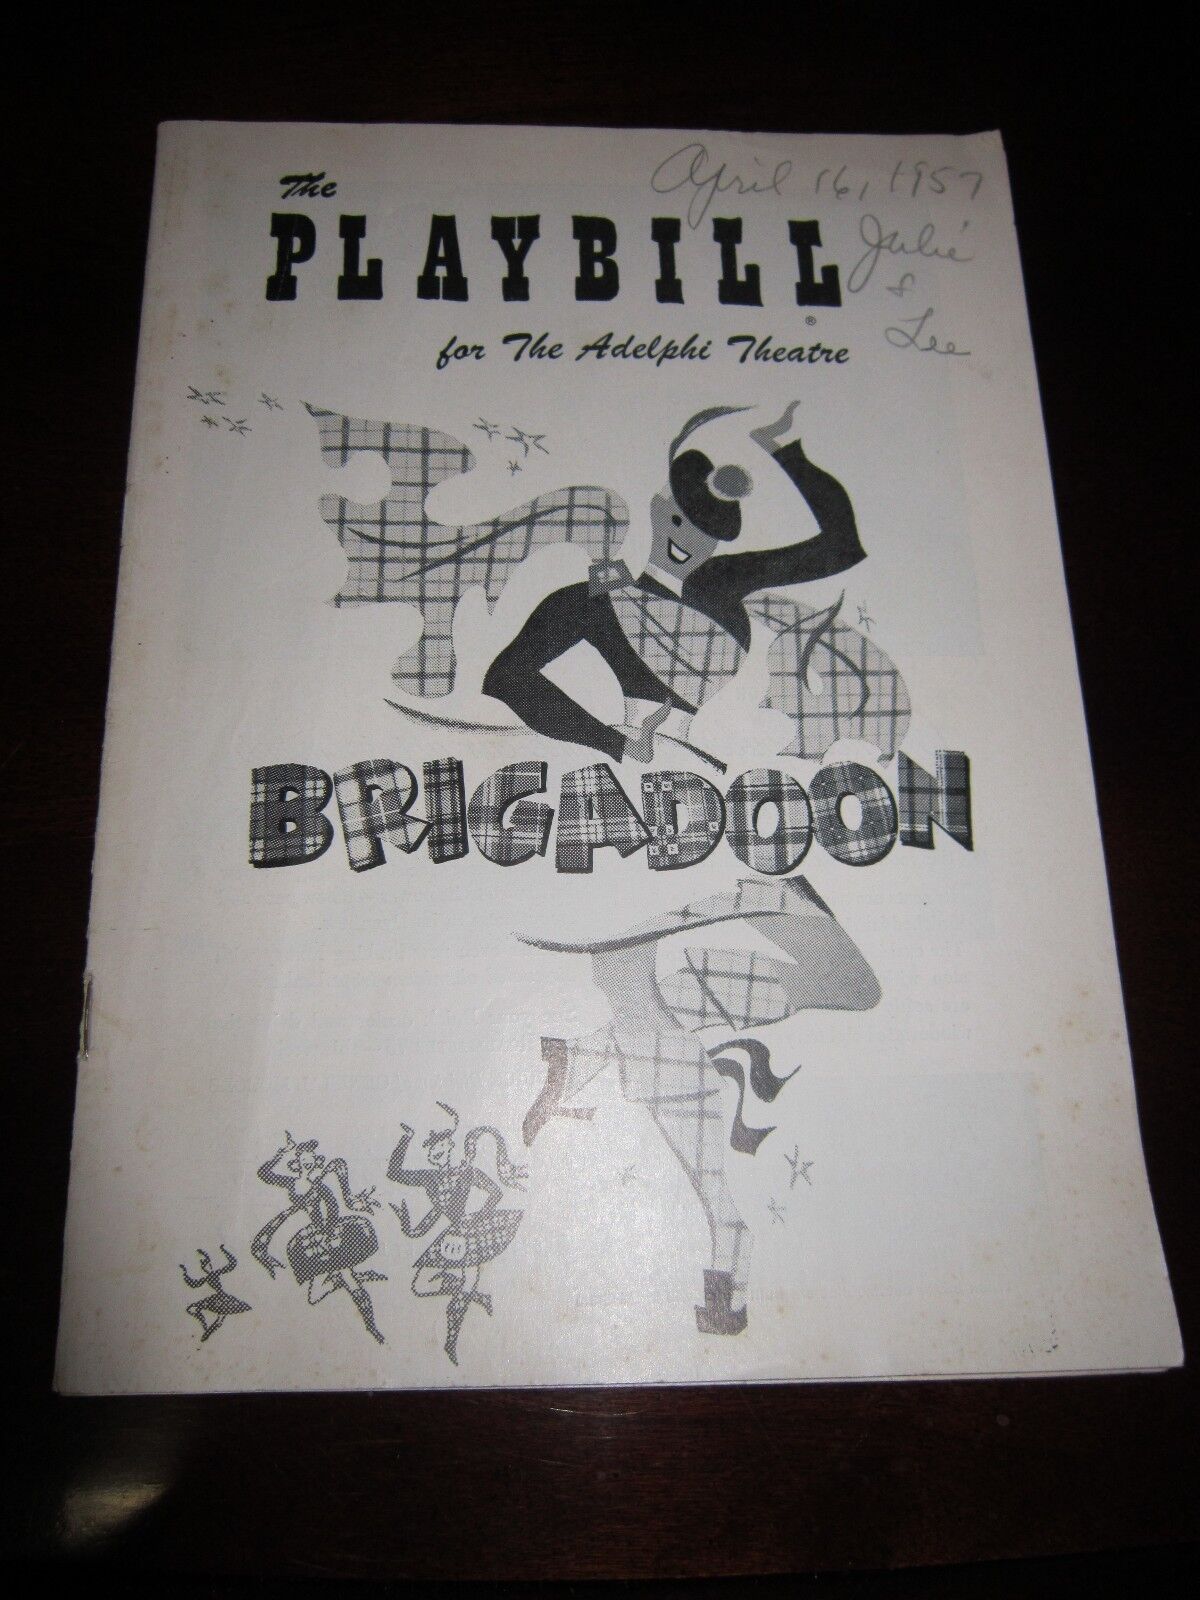 April 16, 1957
The
PLAYBILL
Julie
&
Lee
®
for The Adelphi Theatre
BRIGADOON